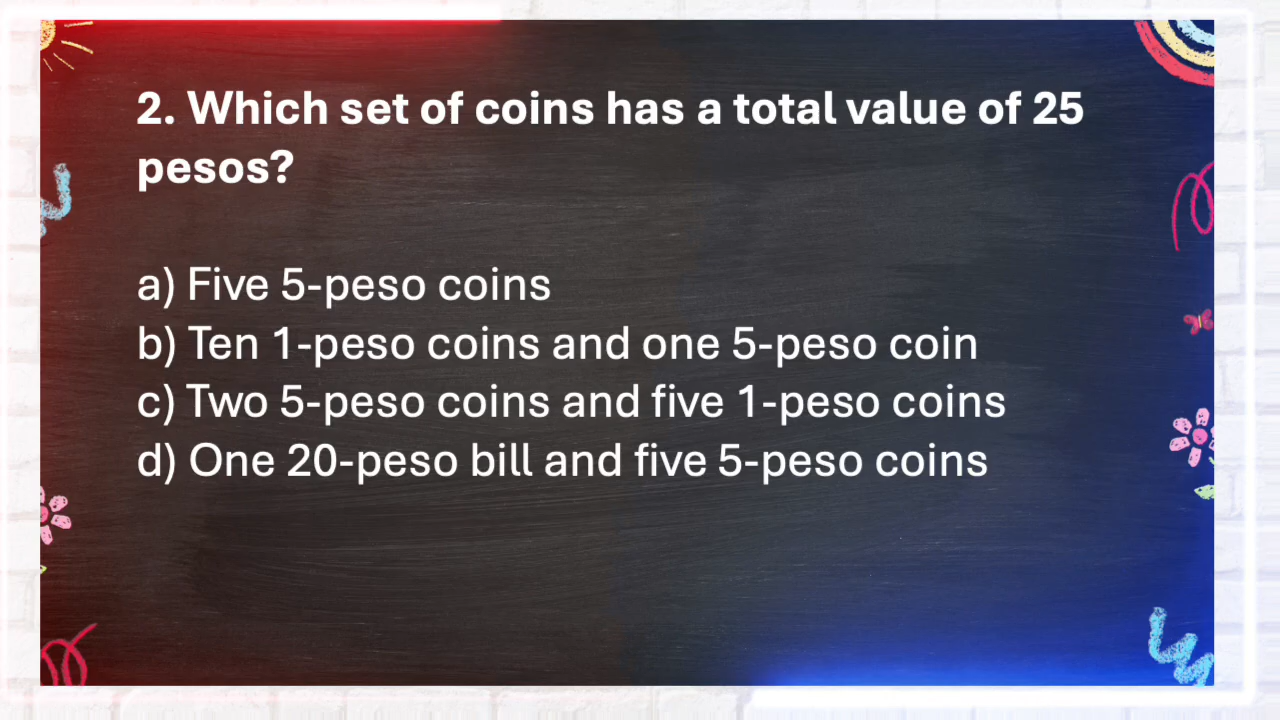 2. Which set of coins has a total value of 25
pesos?
a) Five 5-peso coins
b) Ten 1-peso coins and one 5-peso coin
c) Two 5-peso coins and five 1-peso coins
d) One 20-peso bill and five 5-peso coins